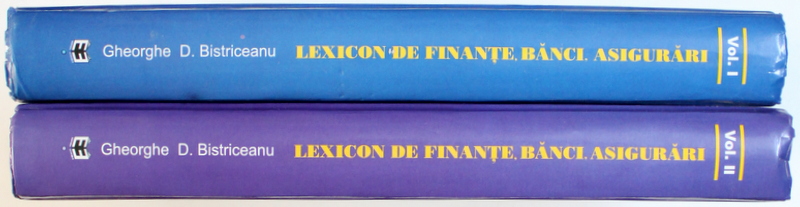 Gheorghe D. Bistriceanu LEXICON DE FINANȚE, BĂNCI, ASIGURĂRI Vol. I
Gheorghe D. Bistriceanu LEXICON DE FINANȚE, BĂNCI, ASIGURĂRI Vol. II